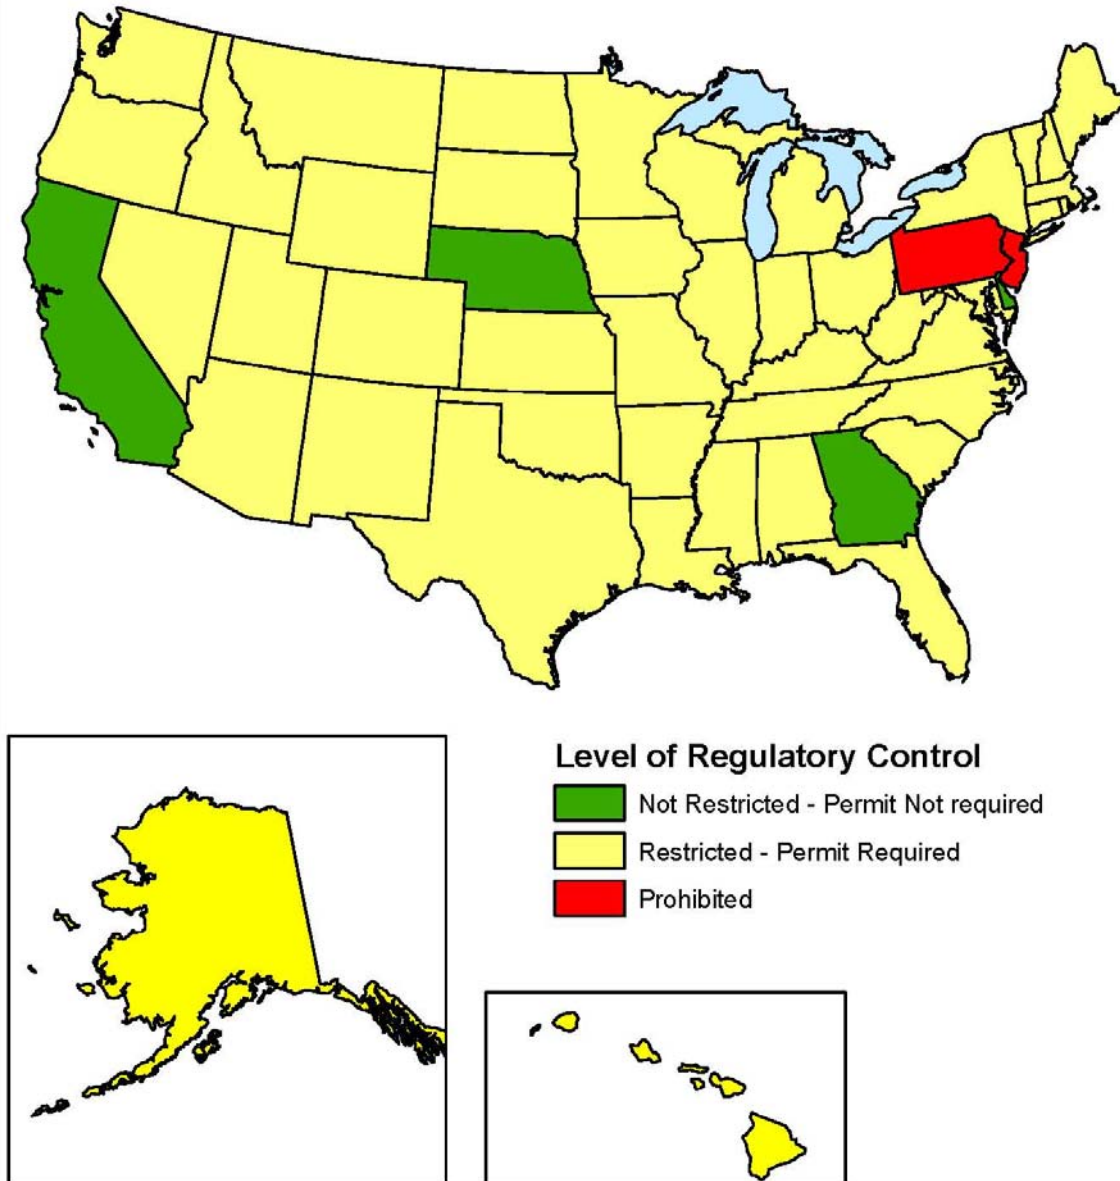 Level of Regulatory Control
Not Restricted - Permit Not required
Restricted - Permit Required
Prohibited